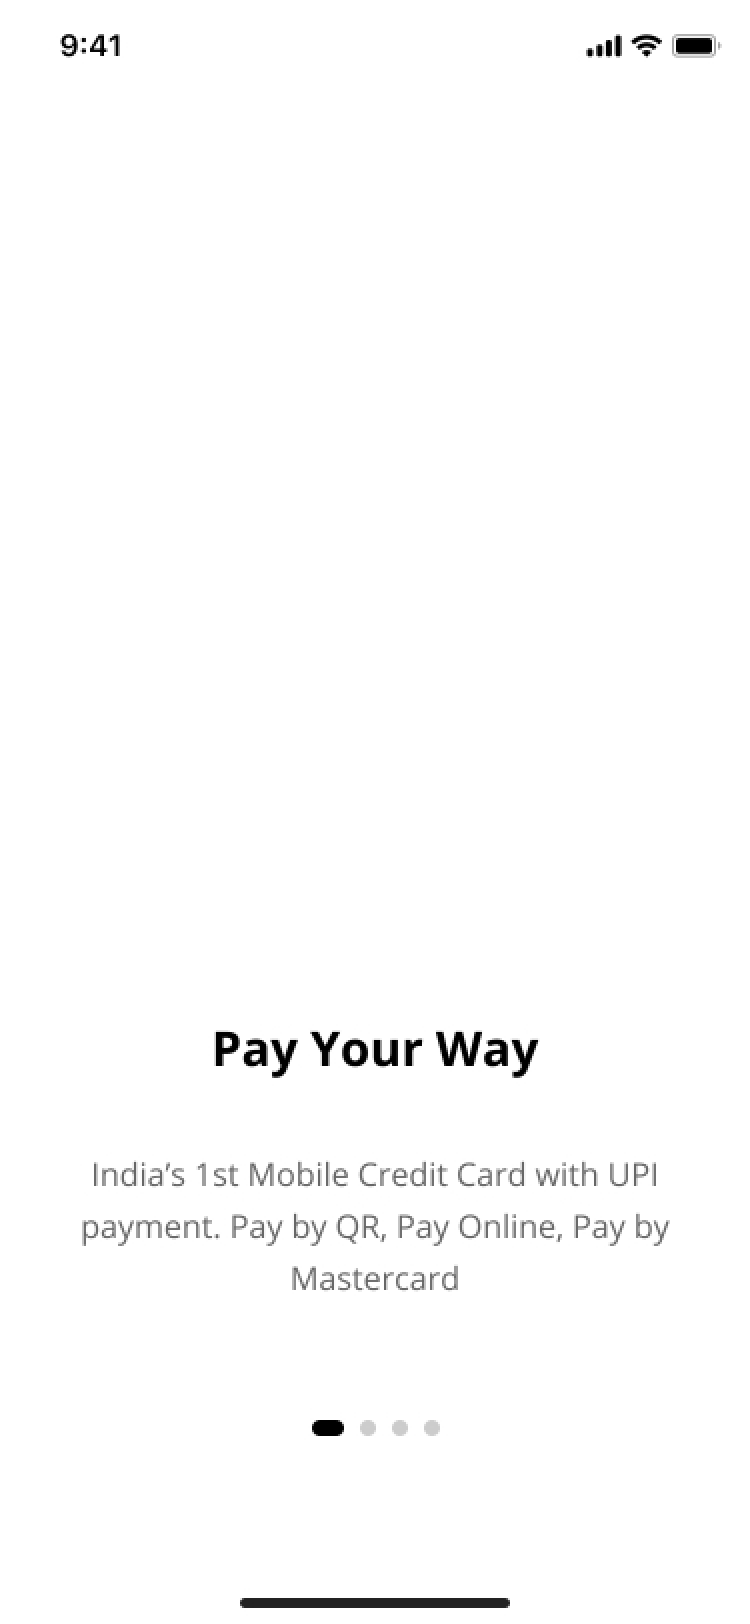 9:41
Pay Your Way
India’s 1st Mobile Credit Card with UPI
payment. Pay by QR, Pay Online, Pay by
Mastercard